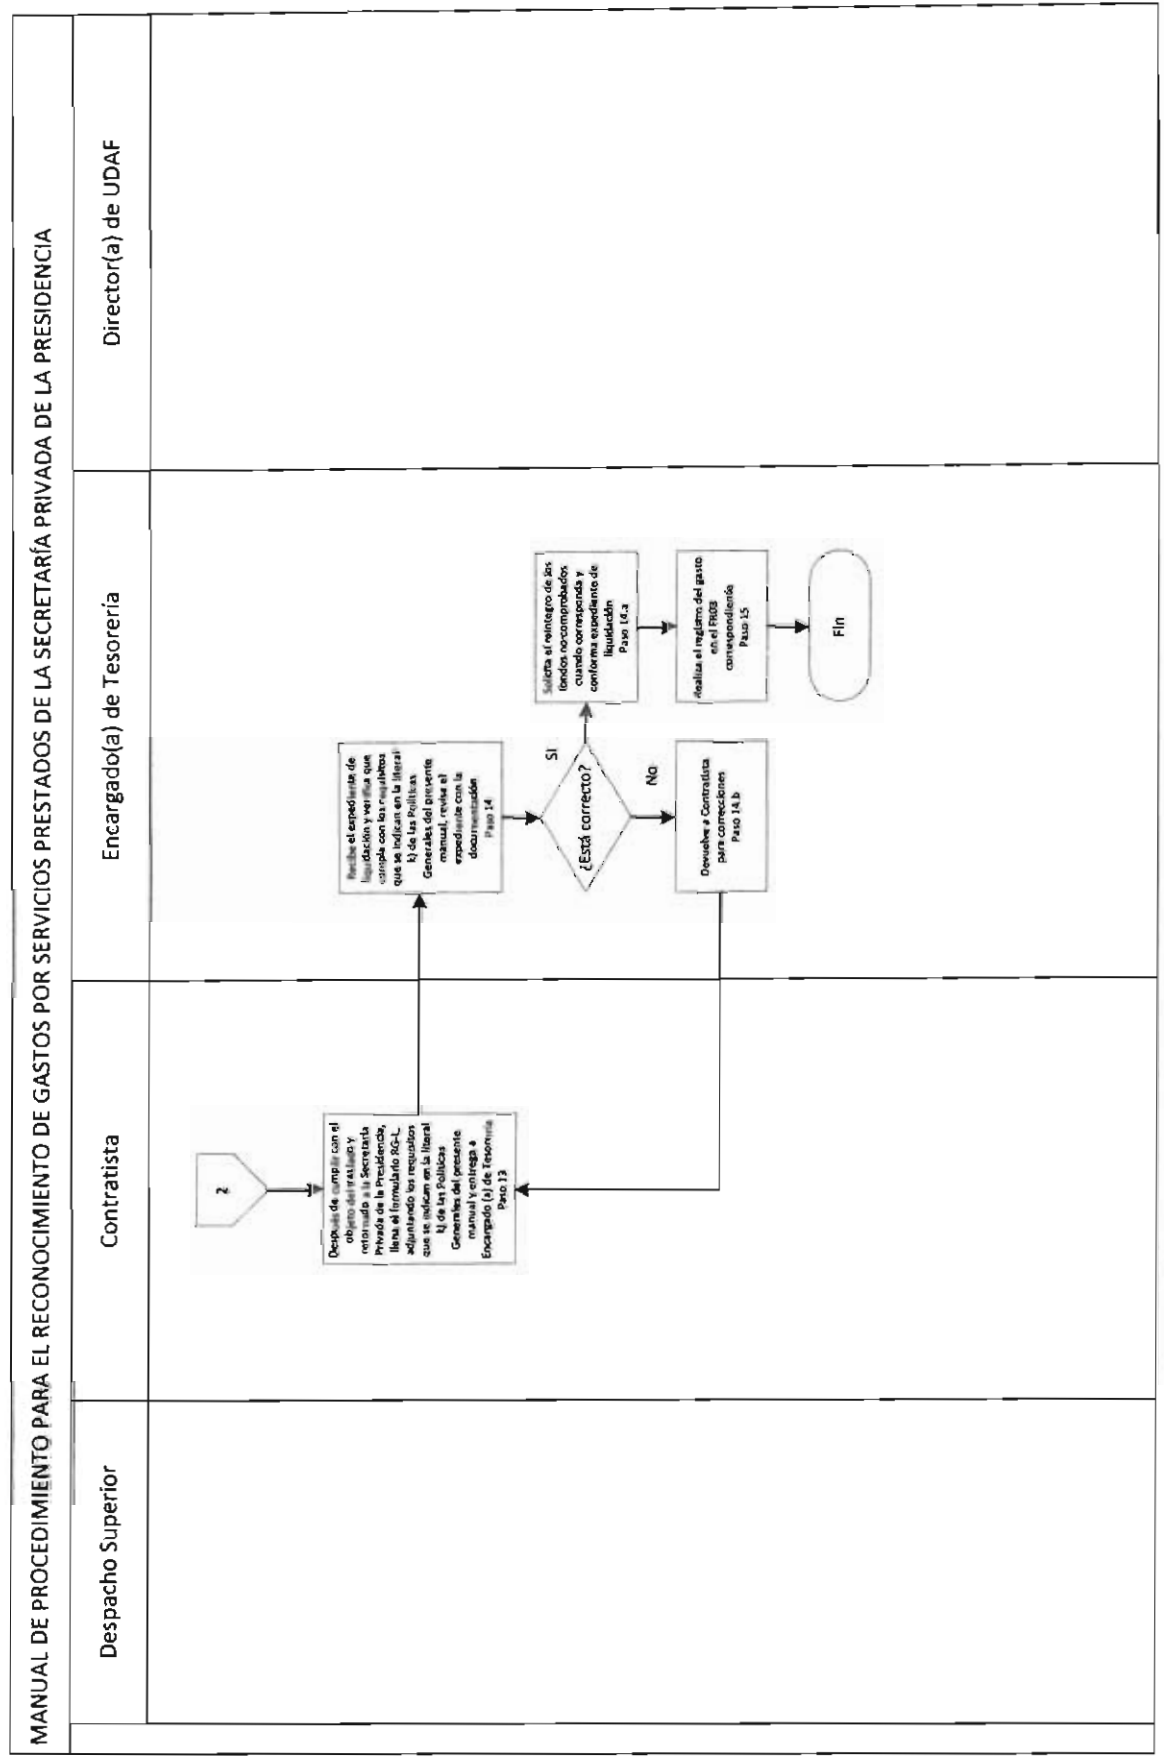 MANUAL DE PROCEDIMIENTO PARA EL RECONOCIMIENTO DE GASTOS POR SERVICIOS PRESTADOS DE LA SECRETARÍA PRIVADA DE LA PRESIDENCIA
Despacho Superior
Contratista
Encargado(a) de Tesorería
Director(a) de UDAF
2
Después de cumplir con el
objeto del traslado y
retornado a la Secretaría
Privada de la Presidencia,
llena el formulario RG-L,
adjuntando los requisitos
que se indican en la literal
k) de las Políticas
Generales del presente
manual y entrega a
Encargado (a) de Tesorería
Paso 13
Recibe el expediente de
liquidación y verifica que
cumpla con los requisitos
que se indican en la literal
k) de las Políticas
Generales del presente
manual, revisa el
expediente con la
documentación
Paso 14
¿Está correcto?
SI
No
Solicita el reintegro de los
fondos no comprobados
cuando corresponda y
conforma expediente de
liquidación
Paso 14.a
Devuelve a Contratista
para correcciones
Paso 14.b
Realiza el registro del gasto
en el FR03
correspondiente
Paso 15
Fin